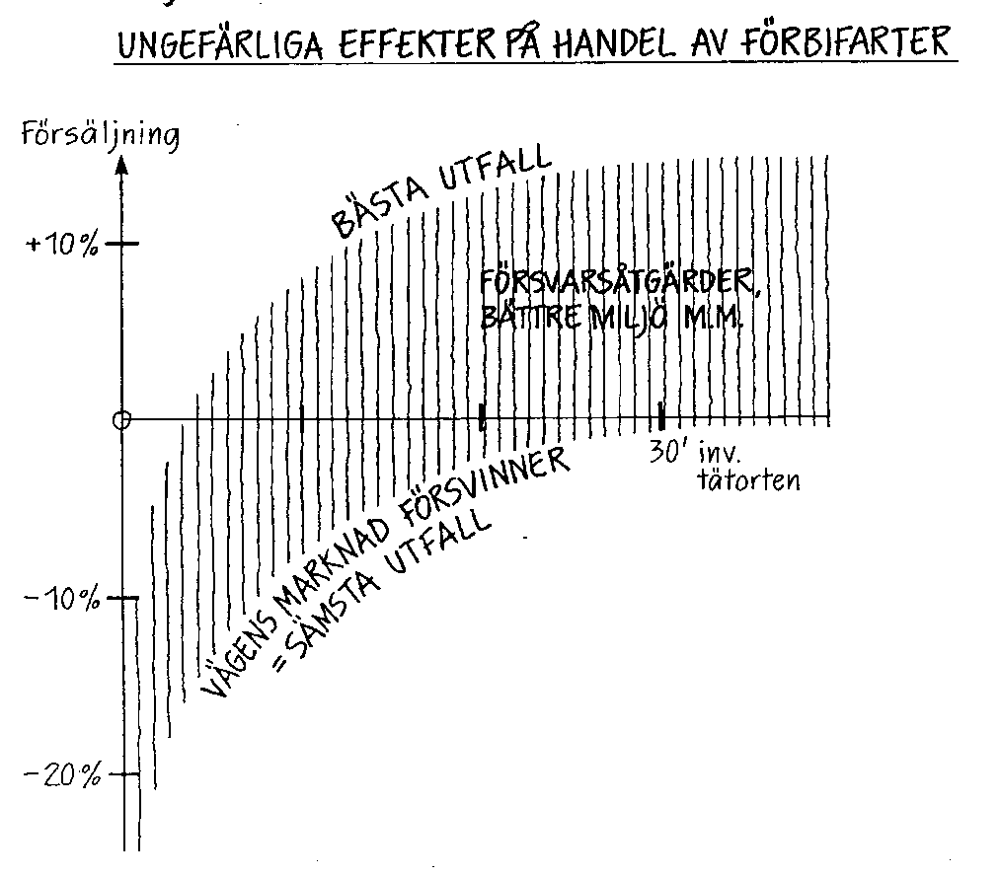 UNGEFÄRLIGA EFFEKTER PÅ HANDEL AV FÖRBIFARTER
Försäljning
BÄSTA UTFALL
+10%
FÖRSVARSÅTGÄRDER,
BÄTTRE MILJÖ M.M.
0
30' inv.
tätorten
VÄGENS MARKNAD FÖRSVINNER
= SÄMSTA UTFALL
-10%
-20%